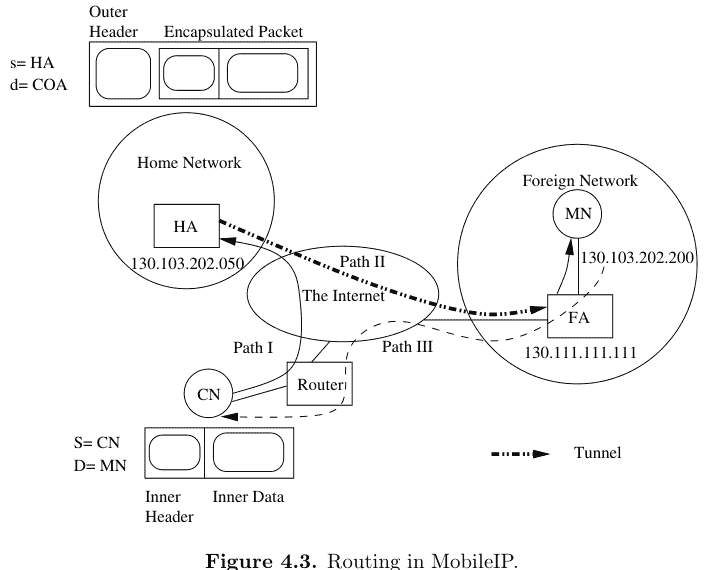 Outer
Header
Encapsulated Packet
s= HA
d= COA
Home Network
Foreign Network
MN
HA
130.103.202.050
130.103.202.200
Path II
The Internet
FA
130.111.111.111
Path I
Path III
Router
CN
S= CN
D= MN
Tunnel
Inner
Header
Inner Data
Figure 4.3. Routing in MobileIP.